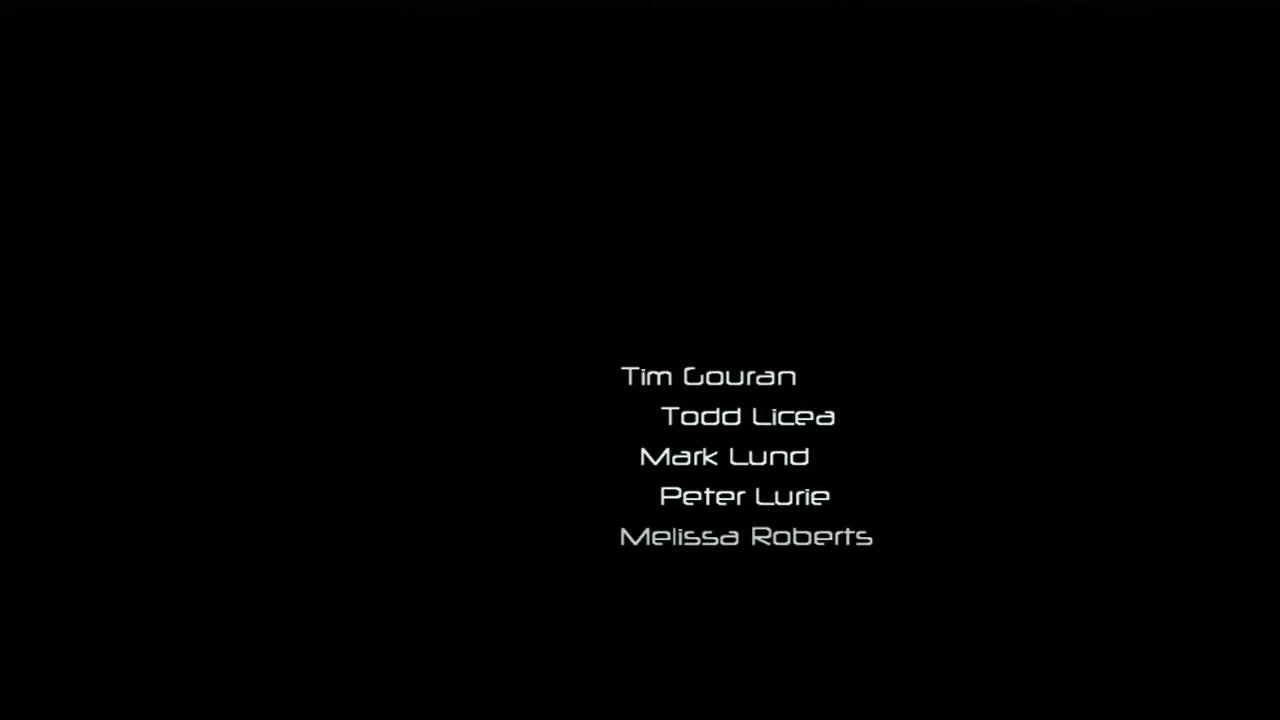 Tim Gouran
Todd Licea
Mark Lund
Peter Lurie
Melissa Roberts